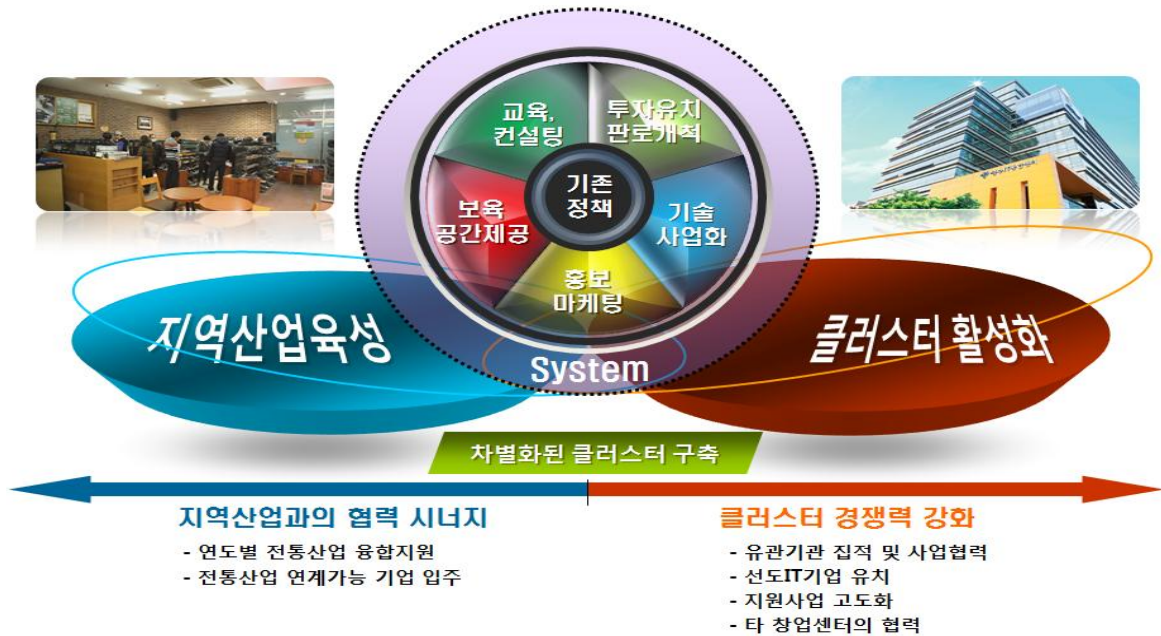 교육,
컨설팅
투자유치
판로개척
기존
정책
보육
공간제공
기술
사업화
홍보
마케팅
지역산업육성
클러스터 활성화
System
차별화된 클러스터 구축
지역산업과의 협력 시너지
- 연도별 전통산업 융합지원
- 전통산업 연계가능 기업 입주
클러스터 경쟁력 강화
- 유관기관 집적 및 사업협력
- 선도IT기업 유치
- 지원사업 고도화
- 타 창업센터의 협력